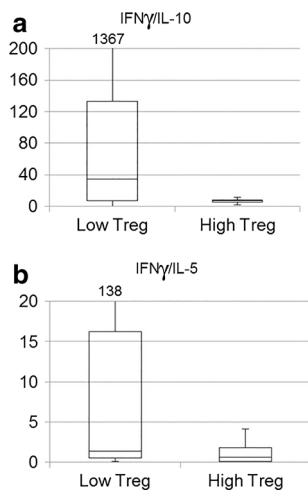 a
IFNγ/IL-10
1367
200
160
120
80
40
0
Low Treg High Treg
b
IFNγ/IL-5
138
20
15
10
5
0
Low Treg High Treg